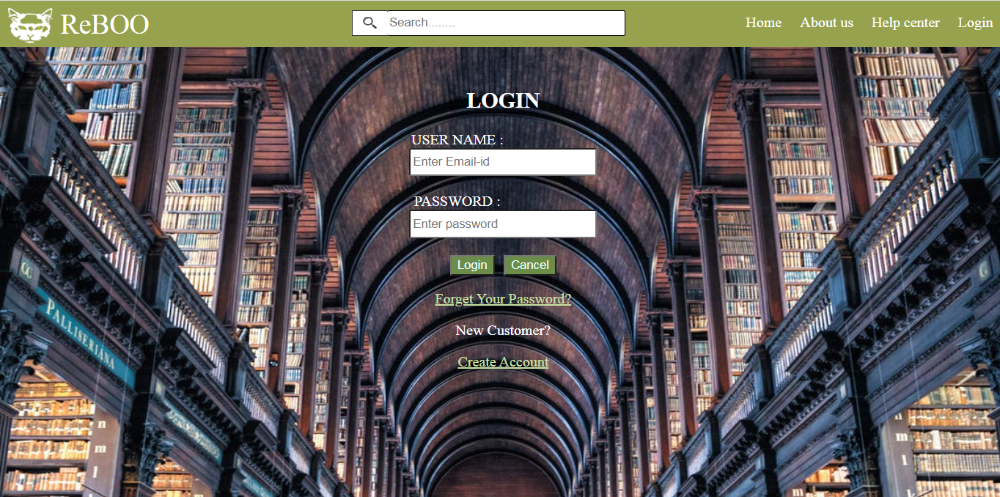 ReBOO
Search........
Home About us Help center Login
LOGIN
USER NAME :
Enter Email-id
PASSWORD :
Enter password
Login Cancel
Forget Your Password?
New Customer?
Create Account
CC
PALLISERIANA
n
m
l
m
l
k